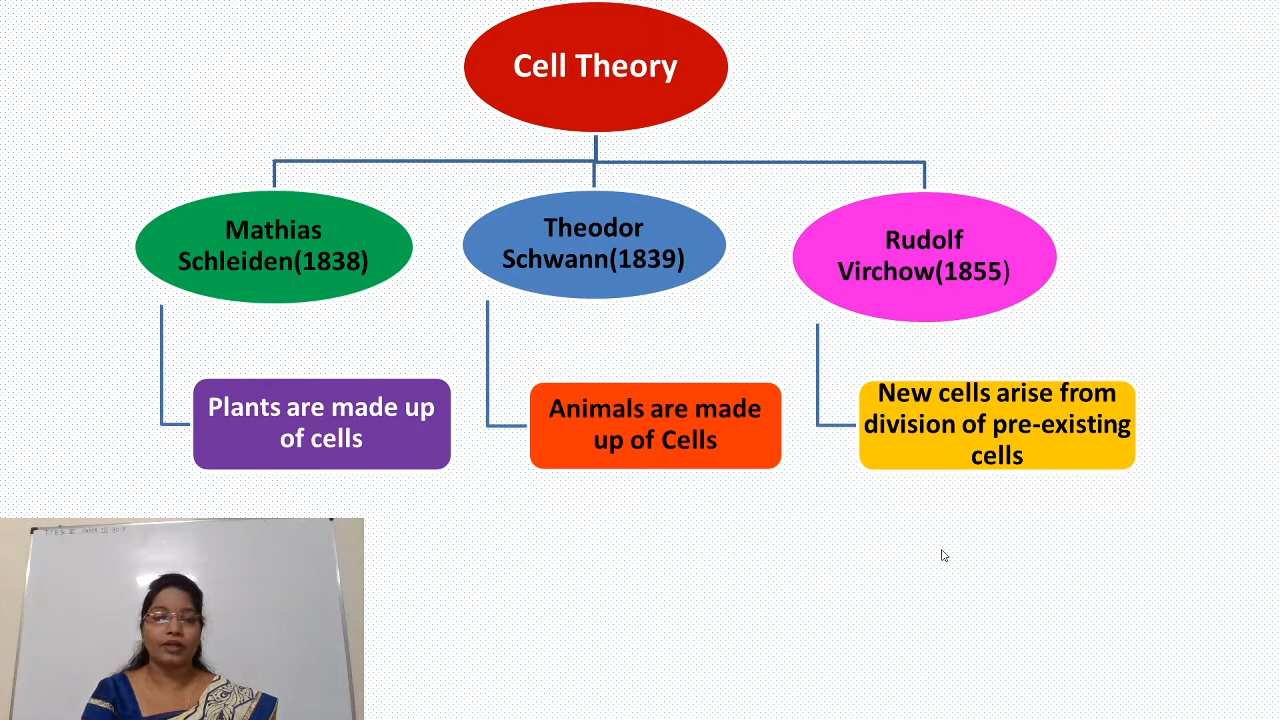 Cell Theory
Mathias
Schleiden(1838)
Theodor
Schwann(1839)
Rudolf
Virchow(1855)
Plants are made up
of cells
Animals are made
up of Cells
New cells arise from
division of pre-existing
cells